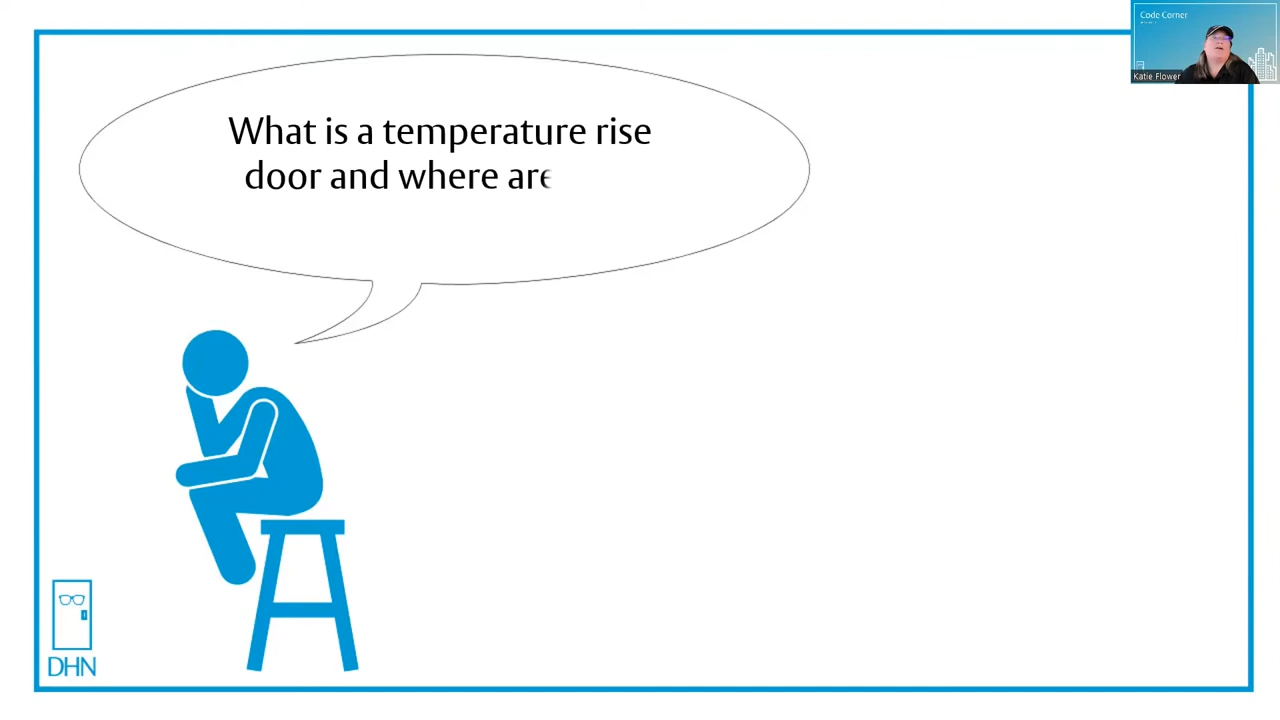 Code Corner
Katie Flower
What is a temperature rise
door and where are
DHN